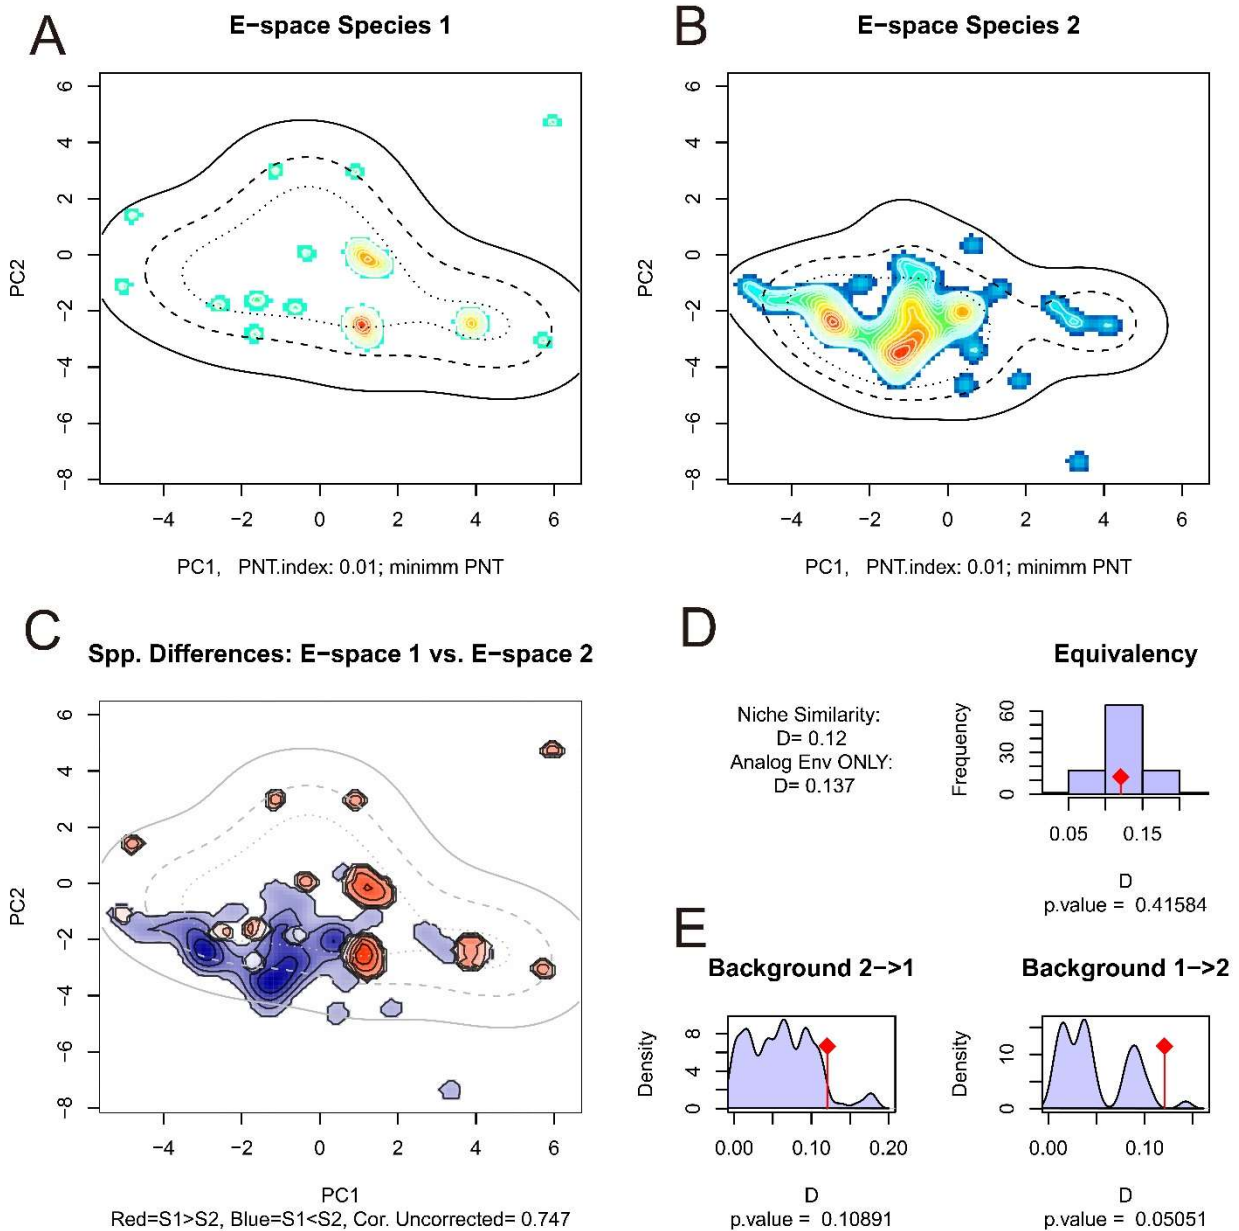 A
E−space Species 1
6
4
2
0
−2
−4
−6
−8
PC2
−4 −2 0 2 4 6
PC1, PNT.index: 0.01; minimm PNT
B
E−space Species 2
6
4
2
0
−2
−4
−6
−8
PC2
−4 −2 0 2 4 6
PC1, PNT.index: 0.01; minimm PNT
C
Spp. Differences: E−space 1 vs. E−space 2
6
4
2
0
−2
−4
−6
−8
PC2
−4 −2 0 2 4 6
PC1
Red=S1>S2, Blue=S1<S2, Cor. Uncorrected= 0.747
D
Niche Similarity:
D= 0.12
Analog Env ONLY:
D= 0.137
Equivalency
Frequency
60
30
0
0.05 0.15
D
p.value = 0.41584
E
Background 2−>1
Density
8
4
0
0.00 0.10 0.20
D
p.value = 0.10891
Background 1−>2
Density
10
0
0.00 0.10
D
p.value = 0.05051